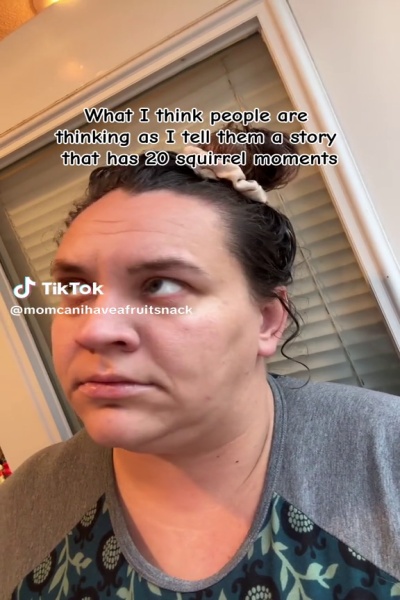 What I think people are
thinking as I tell them a story
that has 20 squirrel moments
TikTok
@momcanihaveafruitsnack